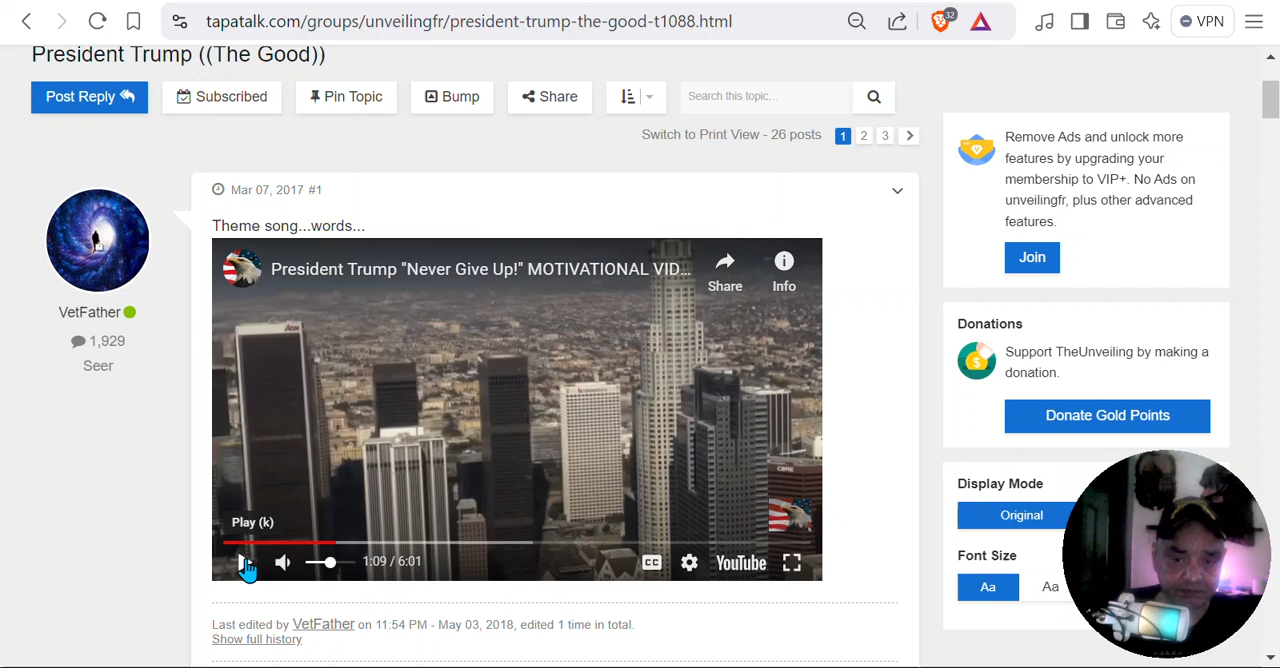 tapatalk.com/groups/unveilingfr/president-trump-the-good-t1088.html
32
VPN
President Trump ((The Good))
Post Reply
Subscribed
Pin Topic
Bump
Share
Search this topic...
Switch to Print View - 26 posts
1
2
3
Mar 07, 2017 #1
Theme song...words...
President Trump "Never Give Up!" MOTIVATIONAL VID...
Share
Info
AON
CBRE
Play (k)
1:09 / 6:01
CC
YouTube
VetFather
1,929
Seer
Last edited by VetFather on 11:54 PM - May 03, 2018, edited 1 time in total.
Show full history
Remove Ads and unlock more
features by upgrading your
membership to VIP+. No Ads on
unveilingfr, plus other advanced
features.
Join
Donations
Support TheUnveiling by making a
donation.
Donate Gold Points
Display Mode
Original
Font Size
Aa
Aa